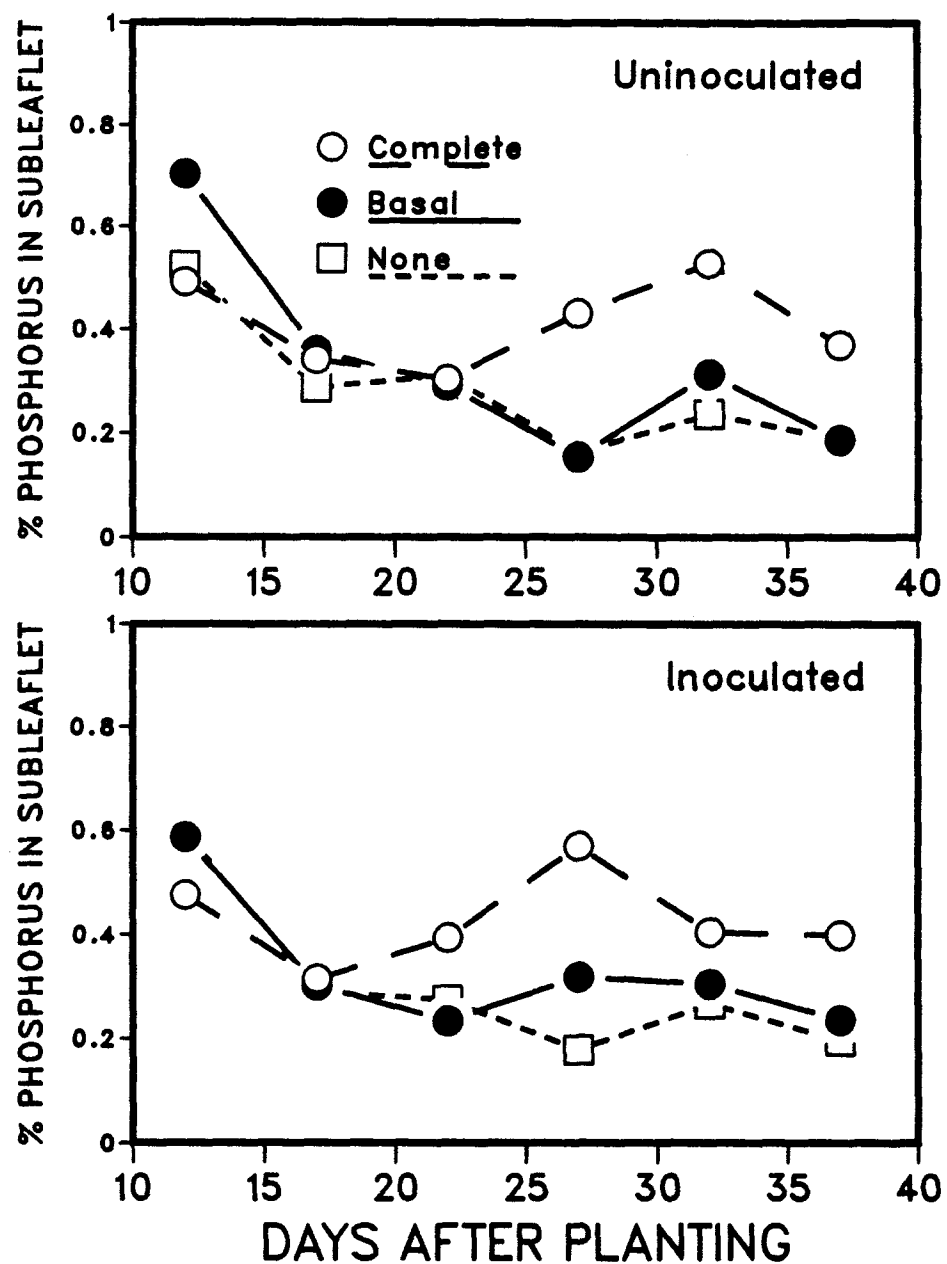 % PHOSPHORUS IN SUBLEAFLET
1
0.8
0.6
0.4
0.2
0
Uninoculated
Complete
Basal
None
10 15 20 25 30 35 40
% PHOSPHORUS IN SUBLEAFLET
1
0.8
0.6
0.4
0.2
0
Inoculated
10 15 20 25 30 35 40
DAYS AFTER PLANTING